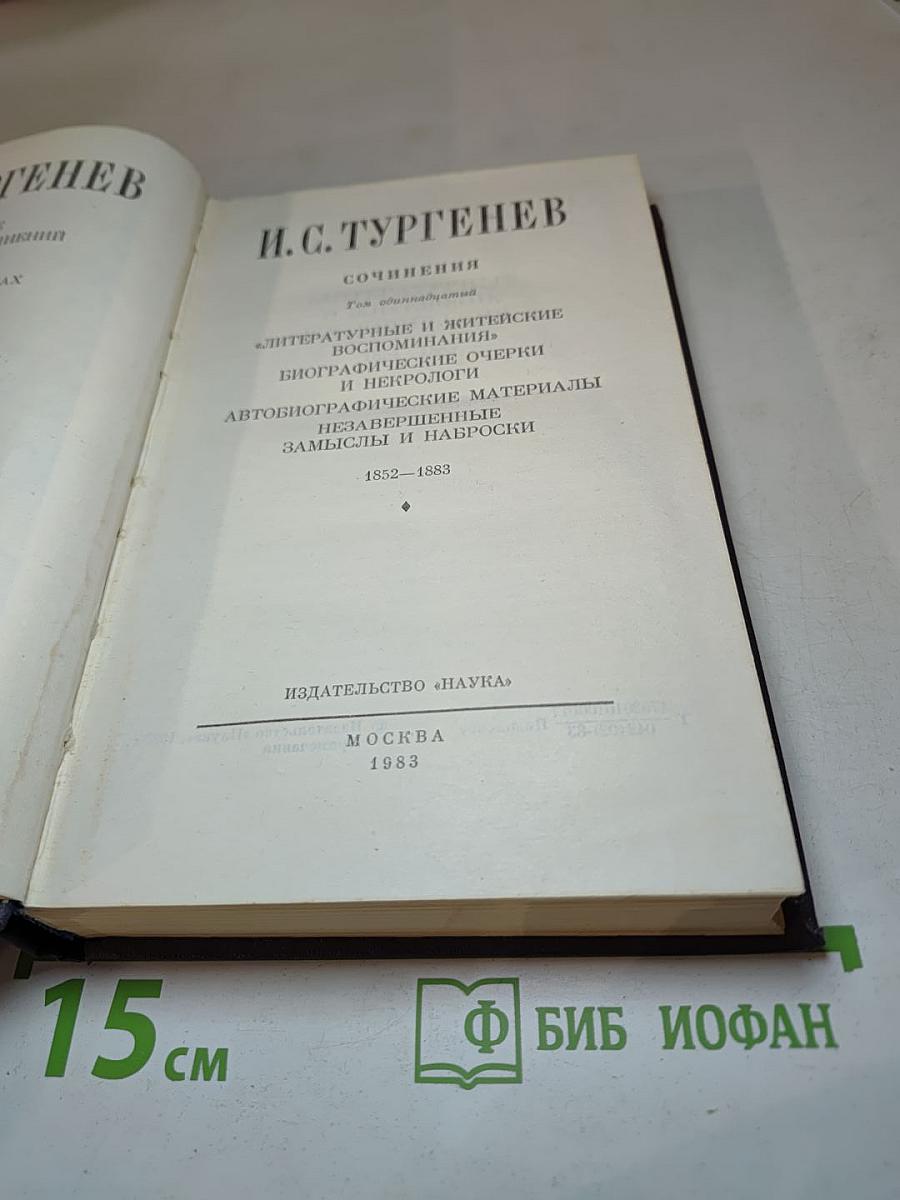 И. С. ТУРГЕНЕВ
СОЧИНЕНИЯ
Том одиннадцатый
«ЛИТЕРАТУРНЫЕ И ЖИТЕЙСКИЕ
ВОСПОМИНАНИЯ»
БИОГРАФИЧЕСКИЕ ОЧЕРКИ
И НЕКРОЛОГИ
АВТОБИОГРАФИЧЕСКИЕ МАТЕРИАЛЫ
НЕЗАВЕРШЕННЫЕ
ЗАМЫСЛЫ И НАБРОСКИ
1852—1883
ИЗДАТЕЛЬСТВО «НАУКА»
МОСКВА
1983
15 см
Ф БИБ ИОФАН